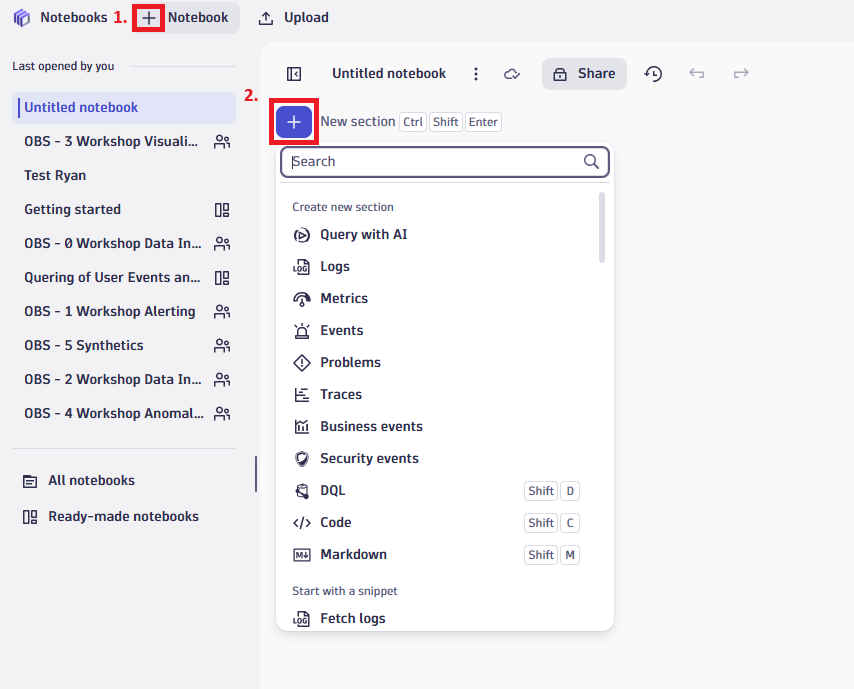 Notebooks 1. + Notebook Upload
Last opened by you
Untitled notebook
OBS - 3 Workshop Visuali...
Test Ryan
Getting started
OBS - 0 Workshop Data In...
Quering of User Events an...
OBS - 1 Workshop Alerting
OBS - 5 Synthetics
OBS - 2 Workshop Data In...
OBS - 4 Workshop Anomal...
All notebooks
Ready-made notebooks
Untitled notebook Share
2. + New section Ctrl Shift Enter
Search
Create new section
Query with AI
LOG Logs
Metrics
Events
Problems
Traces
Business events
Security events
DQL Shift D
</> Code Shift C
M Markdown Shift M
Start with a snippet
LOG Fetch logs